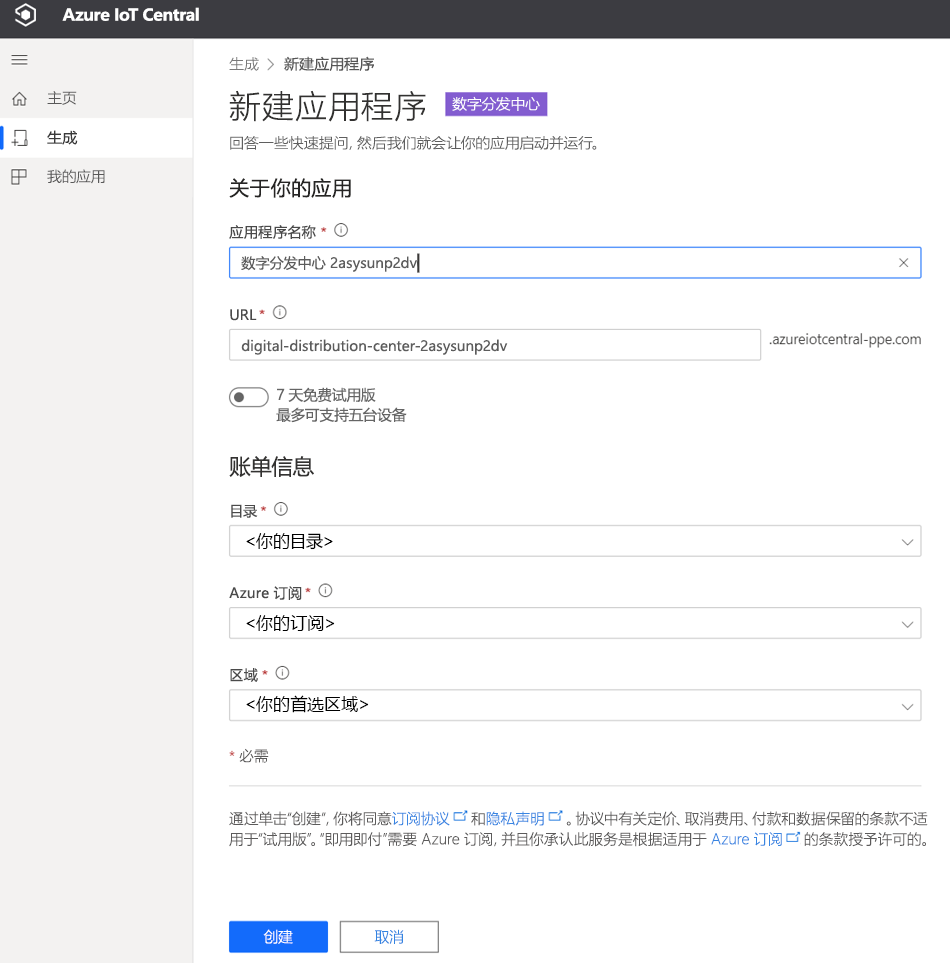 Azure IoT Central
主页
生成
我的应用
生成 > 新建应用程序
新建应用程序 数字分发中心
回答一些快速提问, 然后我们就会让你的应用启动并运行。
关于你的应用
应用程序名称 *
数字分发中心 2asysunp2dv
URL *
digital-distribution-center-2asysunp2dv .azureiotcentral-ppe.com
7 天免费试用版
最多可支持五台设备
账单信息
目录 *
<你的目录>
Azure 订阅 *
<你的订阅>
区域 *
<你的首选区域>
* 必需
通过单击“创建”, 你将同意订阅协议 和隐私声明 。协议中有关定价、取消费用、付款和数据保留的条款不适
用于“试用版”。“即用即付”需要 Azure 订阅, 并且你承认此服务是根据适用于 Azure 订阅 的条款授予许可的。
创建 取消